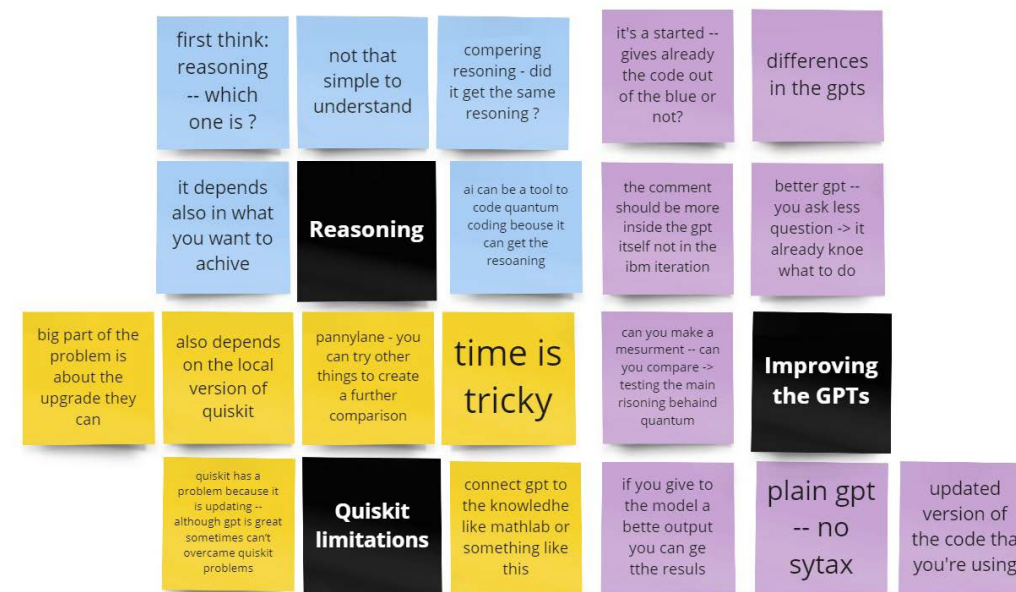 first think:
reasoning
-- which
one is ?
not that
simple to
understand
compering
resoning - did
it get the same
resoning ?
it's a started --
gives already
the code out
of the blue or
not?
differences
in the gpts
it depends
also in what
you want to
achive
Reasoning
ai can be a tool to
code quantum
coding beouse it
can get the
resoaning
the comment
should be more
inside the gpt
itself not in the
ibm iteration
better gpt --
you ask less
question -> it
already knoe
what to do
big part of the
problem is
about the
upgrade they
can
also depends
on the local
version of
quiskit
pannylane - you
can try other
things to create
a further
comparison
time is
tricky
can you make a
mesurment -- can
you compare ->
testing the main
risoning behaind
quantum
Improving
the GPTs
quiskit has a
problem because it
is updating --
although gpt is great
sometimes can't
overcame quiskit
problems
Quiskit
limitations
connect gpt to
the knowledhe
like mathlab or
something like
this
if you give to
the model a
bette output
you can ge
tthe resuls
plain gpt
-- no
sytax
updated
version of
the code tha
you're using